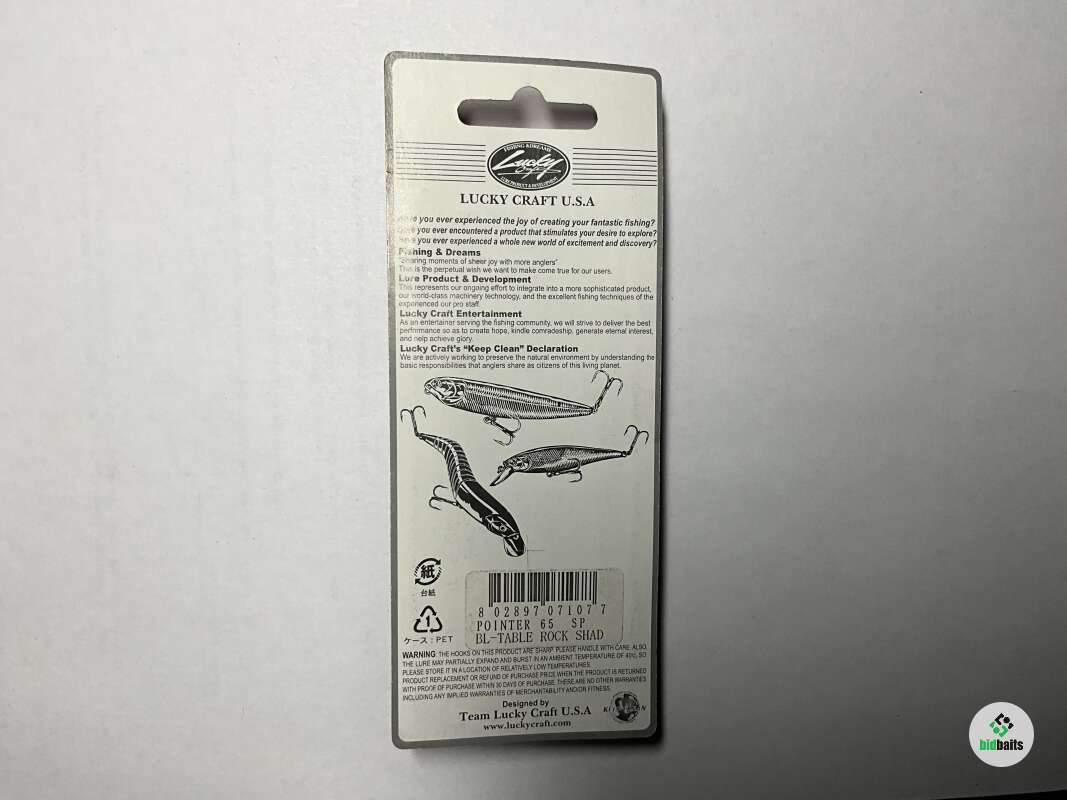 FISHING & DREAMS
Lucky
Craft
LURE PRODUCT & DEVELOPMENT
LUCKY CRAFT U.S.A
you ever experienced the joy of creating your fantastic fishing?
you ever encountered a product that stimulates your desire to explore?
you ever experienced a whole new world of excitement and discovery?
Fishing & Dreams
"Sharing moments of sheer joy with more anglers"
This is the perpetual wish we want to make come true for our users.
Lure Product & Development
This represents our ongoing effort to integrate into a more sophisticated product,
our world-class machinery technology, and the excellent fishing techniques of the
experienced our pro staff.
Lucky Craft Entertainment
As an entertainer serving the fishing community, we will strive to deliver the best
performance so as to create hope, kindle comradeship, generate eternal interest,
and help achieve glory.
Lucky Craft's "Keep Clean" Declaration
We are actively working to preserve the natural environment by understanding the
basic responsibilities that anglers share as citizens of this living planet.
紙
台紙
1
ケース：PET
8 02897 07107 7
POINTER 65 SP
BL-TABLE ROCK SHAD
WARNING: THE HOOKS ON THIS PRODUCT ARE SHARP. PLEASE HANDLE WITH CARE. ALSO,
THE LURE MAY PARTIALLY EXPAND AND BURST IN AN AMBIENT TEMPERATURE OF 40℃, SO
PLEASE STORE IT IN A LOCATION OF RELATIVELY LOW TEMPERATURES.
PRODUCT REPLACEMENT OR REFUND OF PURCHASE PRICE WHEN THE PRODUCT IS RETURNED
WITH PROOF OF PURCHASE WITHIN 30 DAYS OF PURCHASE. THERE ARE NO OTHER WARRANTIES
INCLUDING ANY IMPLIED WARRANTIES OF MERCHANTABILITY AND/OR FITNESS.
Designed by
Team Lucky Craft U.S.A
www.luckycraft.com
bidbaits